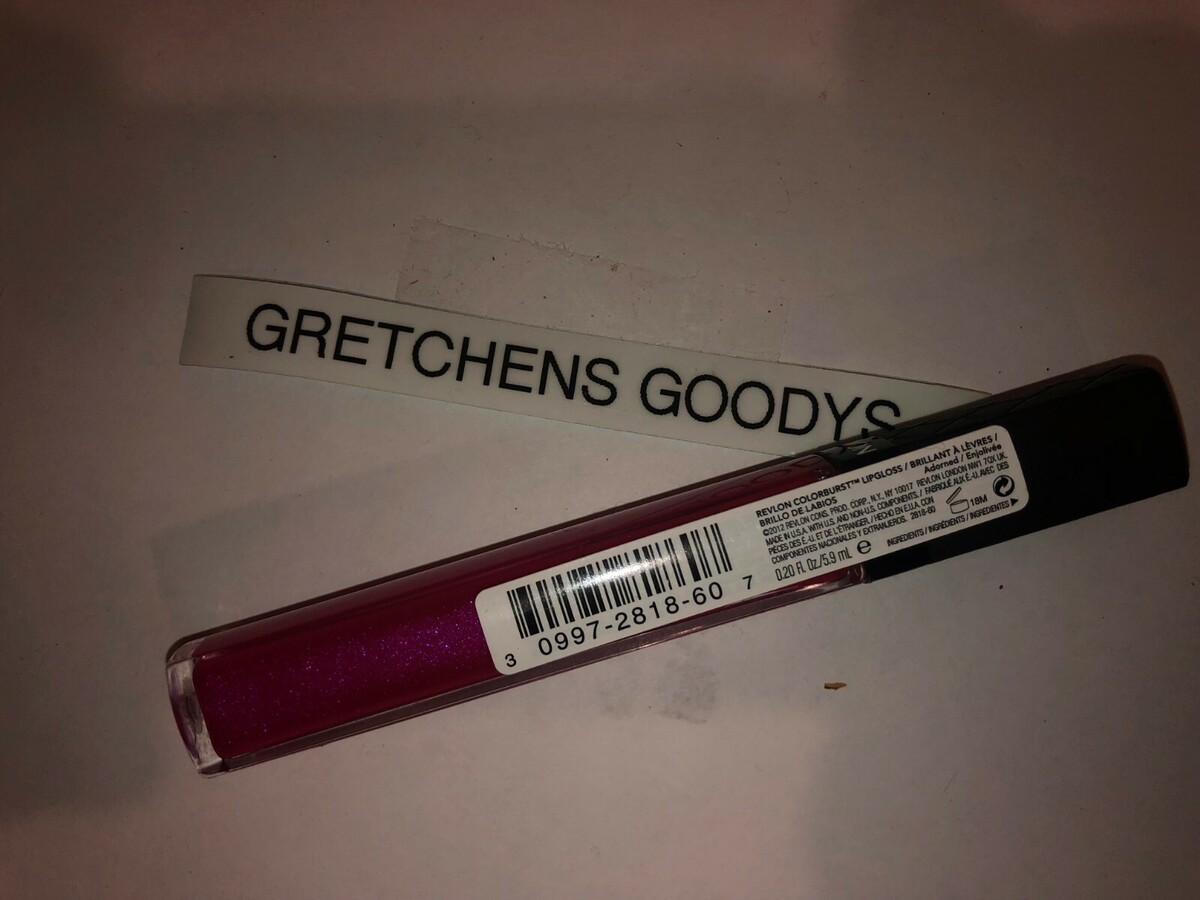 GRETCHENS GOODYS
REVLON COLORBURST™ LIPGLOSS / BRILLANT À LÈVRES /
BRILLO DE LABIOS Adorned / Enjolivée
©2012 REVLON CONS. PROD. CORP., N.Y., NY 10017 REVLON LONDON NW1 7QX UK.
MADE IN U.S.A. WITH U.S. AND NON-U.S. COMPONENTS. / FABRIQUÉ AUX É.-U. AVEC DES
PIÈCES DES É.-U. ET DE L'ÉTRANGER. / HECHO EN E.U.A. CON
COMPONENTES NACIONALES Y EXTRANJEROS. 2818-60
18M
0.20 Fl. Oz./5.9 mL e
INGREDIENTS / INGRÉDIENTS / INGREDIENTES
3 0997-2818-60 7